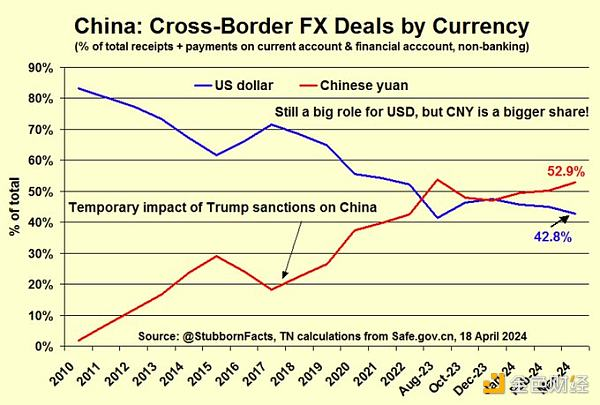 China: Cross-Border FX Deals by Currency
(% of total receipts + payments on current account & financial acccount, non-banking)
90%
80%
70%
60%
50%
40%
30%
20%
10%
0%
% of total
US dollar
Chinese yuan
Still a big role for USD, but CNY is a bigger share!
52.9%
Temporary impact of Trump sanctions on China
42.8%
Source: @StubbornFacts, TN calculations from Safe.gov.cn, 18 April 2024
2010
2011
2012
2013
2014
2015
2016
2017
2018
2019
2020
2021
2022
Aug-23
Oct-23
Dec-23
金色财经